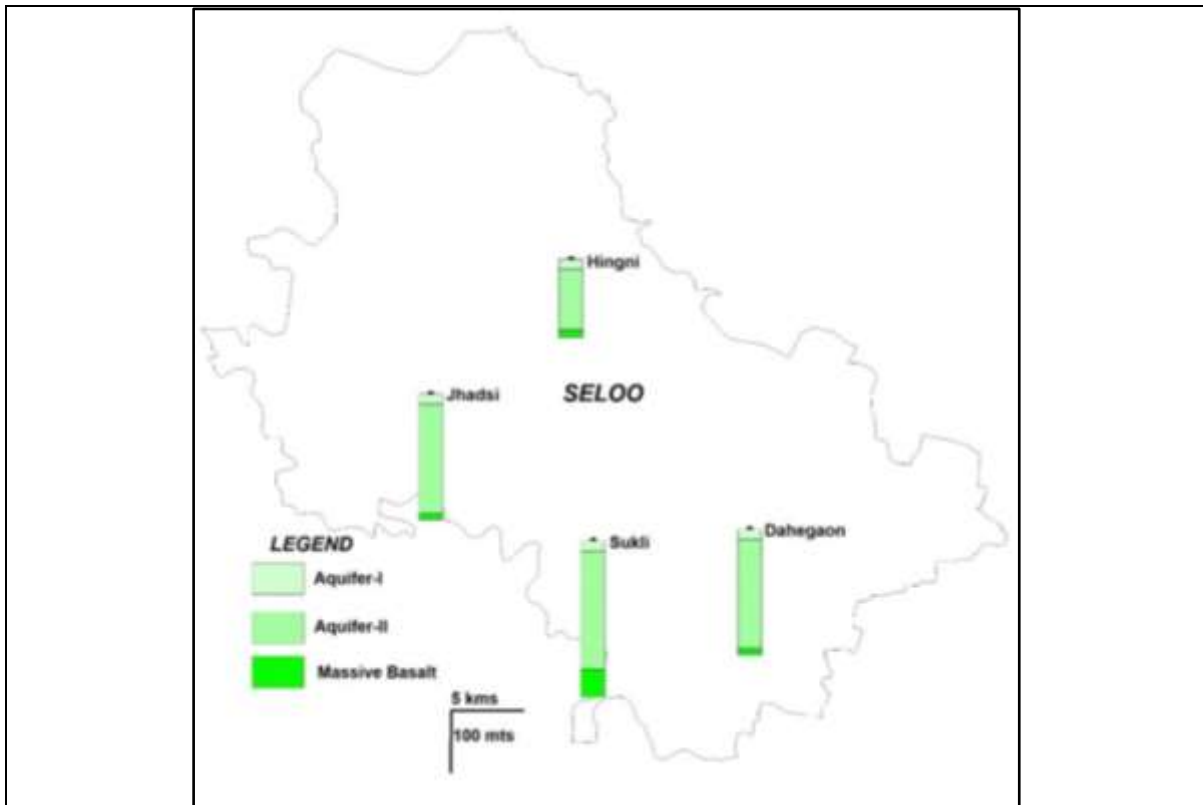 Hingni
Jhadsi
SELOO
Sukli
Dahegaon
LEGEND
Aquifer-I
Aquifer-II
Massive Basalt
5 kms
100 mts